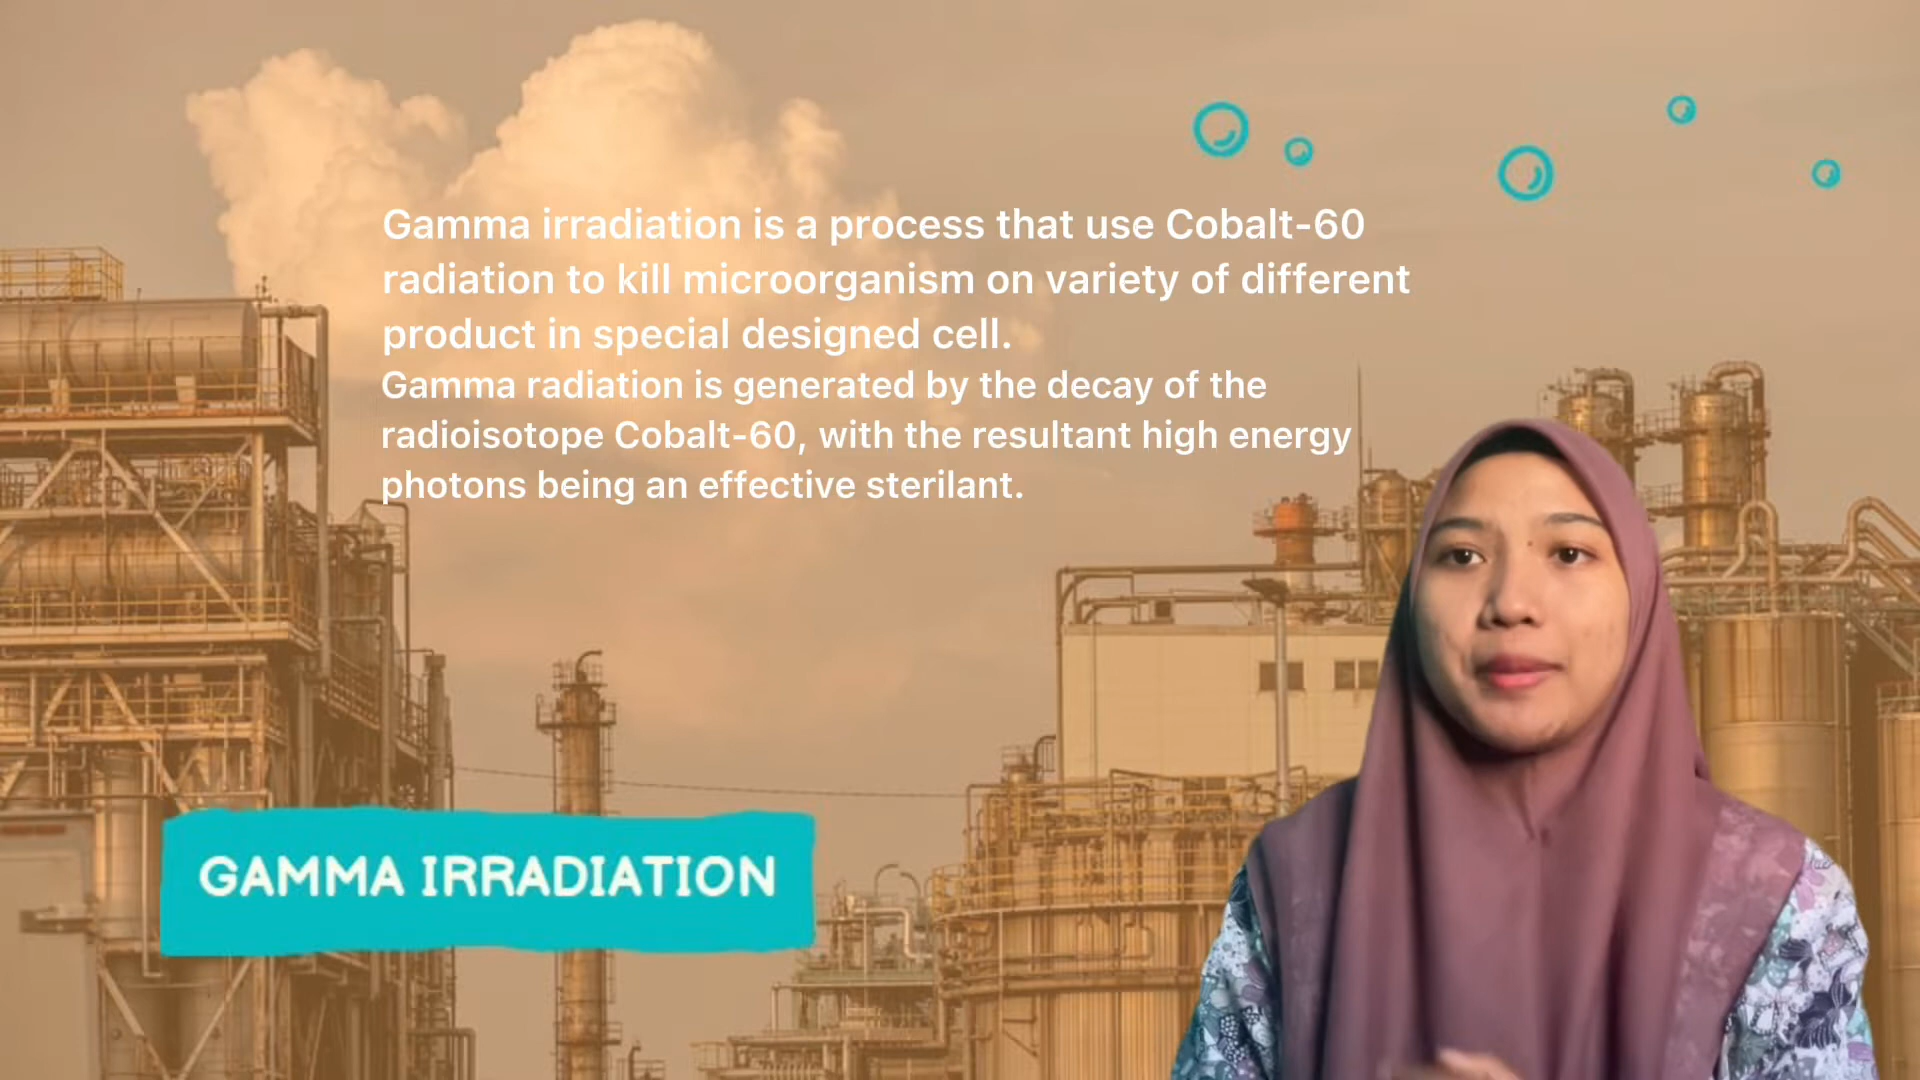 Gamma irradiation is a process that use Cobalt-60
radiation to kill microorganism on variety of different
product in special designed cell.
Gamma radiation is generated by the decay of the
radioisotope Cobalt-60, with the resultant high energy
photons being an effective sterilant.
GAMMA IRRADIATION